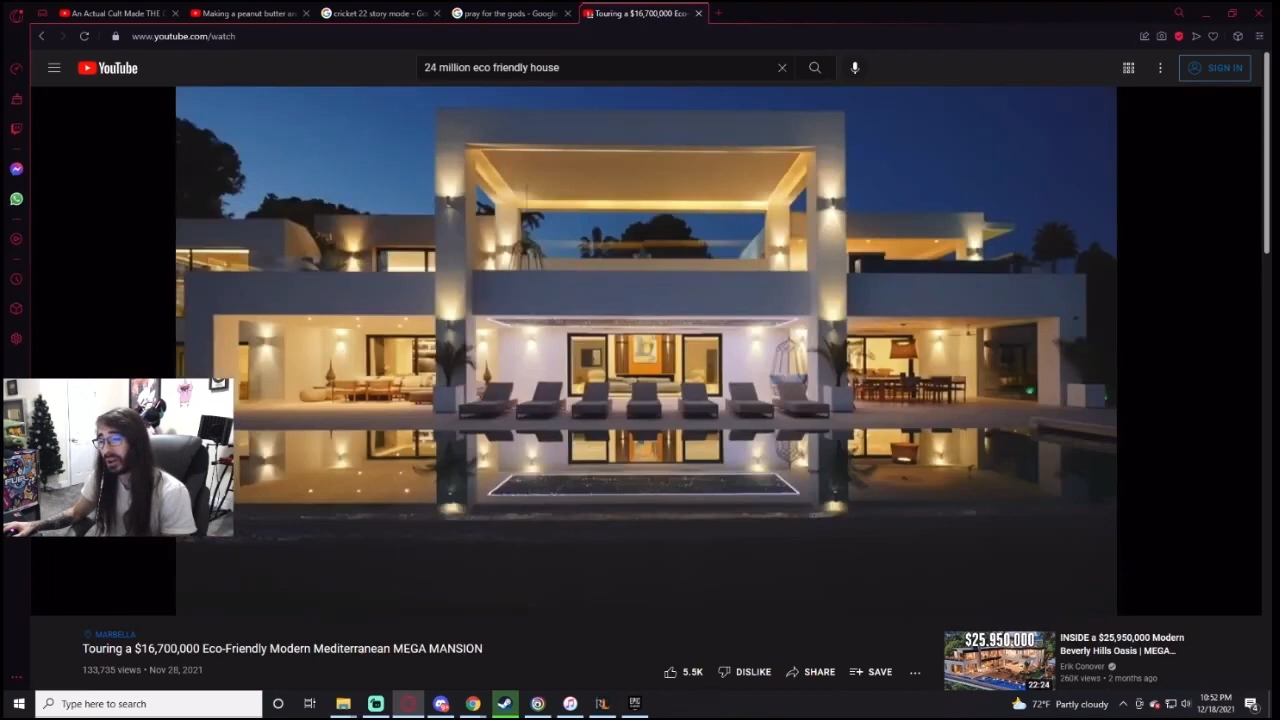 An Actual Cult Made THE
Making a peanut butter an
cricket 22 story mode - Go
pray for the gods - Google
Touring a $16,700,000 Eco-
www.youtube.com/watch
YouTube
24 million eco friendly house
SIGN IN
MARBELLA
Touring a $16,700,000 Eco-Friendly Modern Mediterranean MEGA MANSION
133,735 views • Nov 28, 2021
5.5K
DISLIKE
SHARE
SAVE
$25,950,000
22:24
INSIDE a $25,950,000 Modern
Beverly Hills Oasis | MEGA...
Erik Conover
260K views • 2 months ago
Type here to search
72°F Partly cloudy
10:52 PM
12/18/2021
EPIC